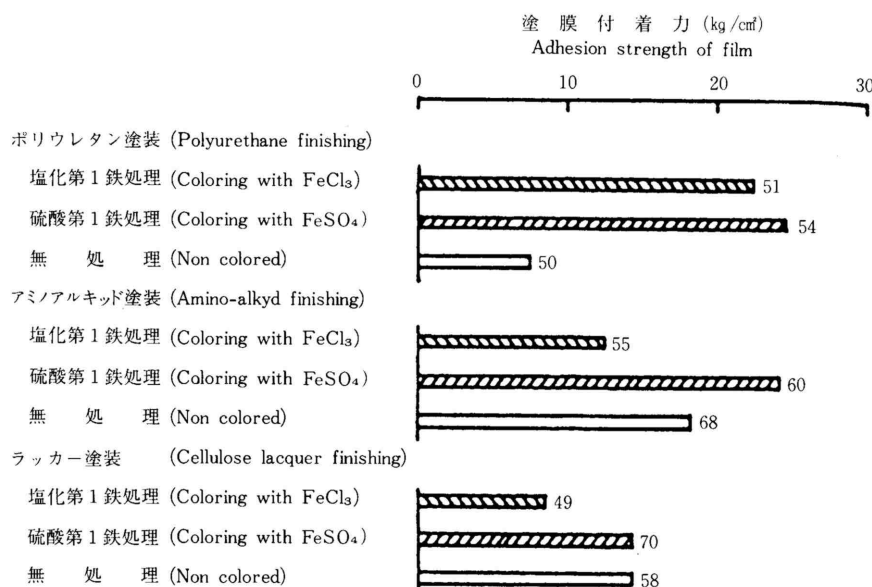 塗膜付着力 (kg/cm²)
Adhesion strength of film
0 10 20 30
ポリウレタン塗装 (Polyurethane finishing)
塩化第1鉄処理 (Coloring with FeCl₃) 51
硫酸第1鉄処理 (Coloring with FeSO₄) 54
無処理 (Non colored) 50
アミノアルキッド塗装 (Amino-alkyd finishing)
塩化第1鉄処理 (Coloring with FeCl₃) 55
硫酸第1鉄処理 (Coloring with FeSO₄) 60
無処理 (Non colored) 68
ラッカー塗装 (Cellulose lacquer finishing)
塩化第1鉄処理 (Coloring with FeCl₃) 49
硫酸第1鉄処理 (Coloring with FeSO₄) 70
無処理 (Non colored) 58